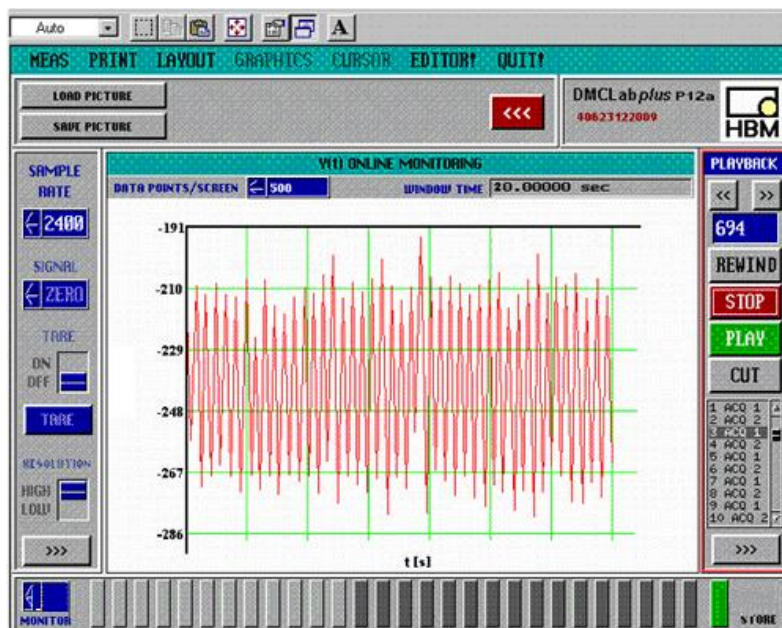 Auto
A
MEAS PRINT LAYOUT GRAPHICS CURSOR EDITOR! QUIT!
LOAD PICTURE
SAVE PICTURE
<<<
DMCLabplus P12a
40623122009
HBM
SAMPLE
RATE
2400
SIGNAL
ZERO
TARE
ON
OFF
TARE
RESOLUTION
HIGH
LOW
>>>
Y(1) ONLINE MONITORING
DATA POINTS/SCREEN 500 WINDOW TIME 20.00000 sec
-191
-210
-229
-248
-267
-286
t [s]
PLAYBACK
<< >>
694
REWIND
STOP
PLAY
CUT
1 ACQ 1
2 ACQ 2
3 ACQ 1
4 ACQ 2
5 ACQ 1
6 ACQ 2
7 ACQ 1
8 ACQ 2
9 ACQ 1
10 ACQ 2
>>>
MONITOR
STORE